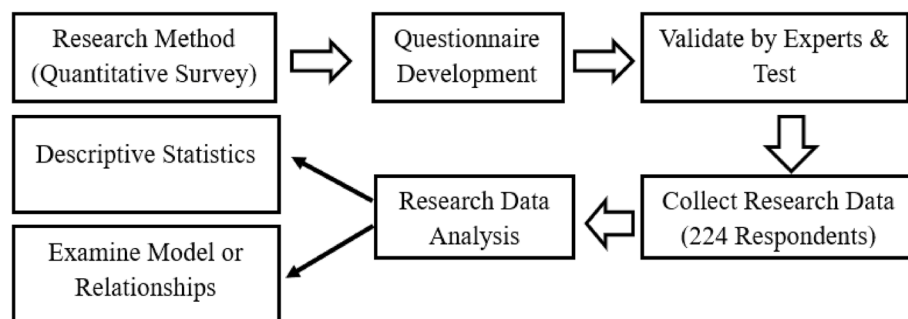 Research Method
(Quantitative Survey)
Questionnaire
Development
Validate by Experts &
Test
Collect Research Data
(224 Respondents)
Research Data
Analysis
Descriptive Statistics
Examine Model or
Relationships